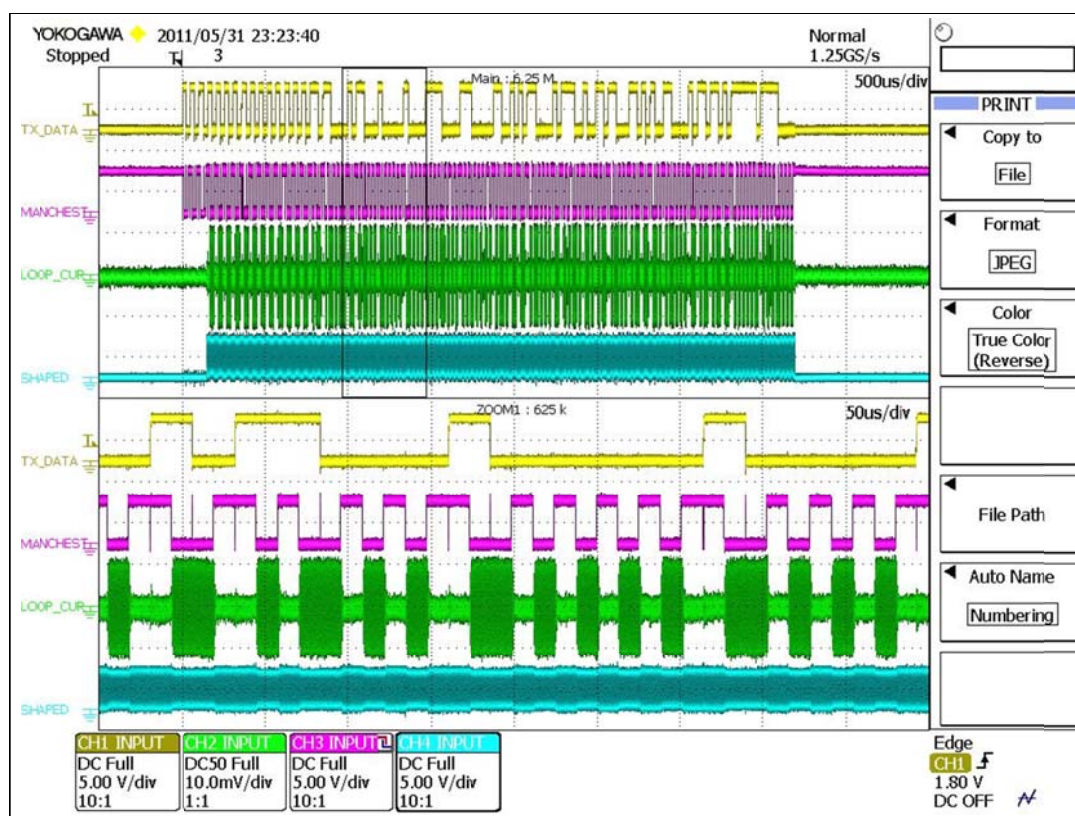 YOKOGAWA 2011/05/31 23:23:40 Normal
Stopped 3 1.25GS/s
Main : 6.25 M 500us/div
TX_DATA
MANCHEST
LOOP_CUR
SHAPED
ZOOM1 : 625 k 50us/div
TX_DATA
MANCHEST
LOOP_CUR
SHAPED
PRINT
Copy to
File
Format
JPEG
Color
True Color
(Reverse)
File Path
Auto Name
Numbering
CH1 INPUT
DC Full
5.00 V/div
10:1
CH2 INPUT
DC50 Full
10.0mV/div
1:1
CH3 INPUT
DC Full
5.00 V/div
10:1
CH4 INPUT
DC Full
5.00 V/div
10:1
Edge
CH1
1.80 V
DC OFF